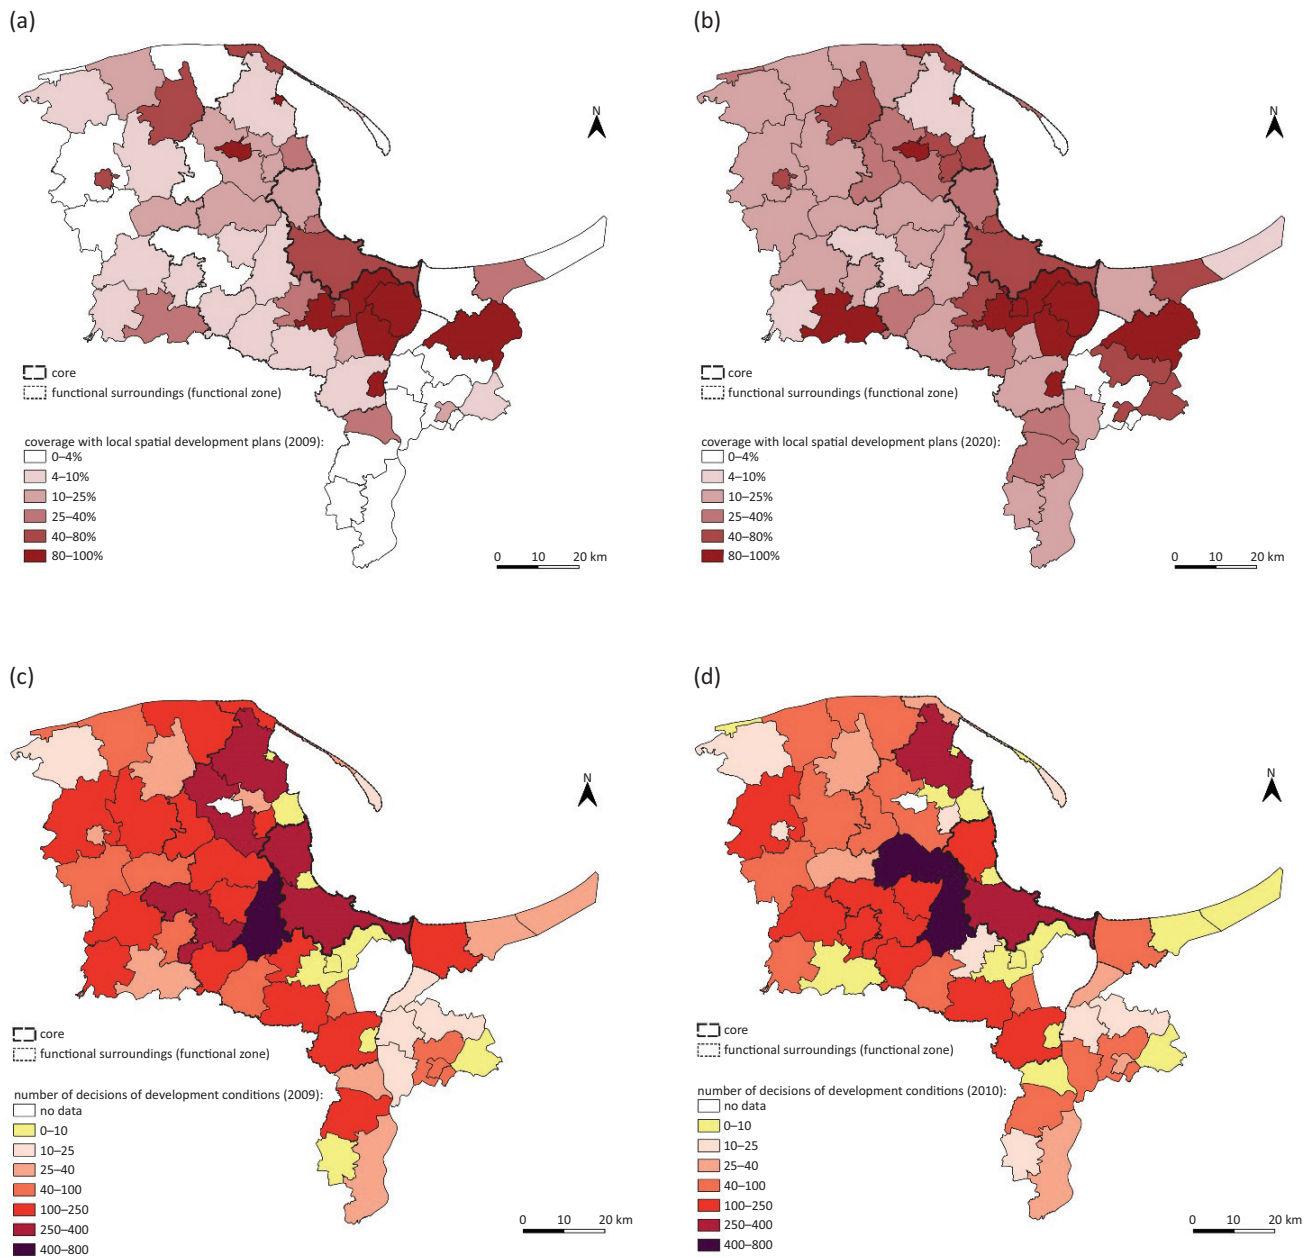 (a)
N
core
functional surroundings (functional zone)
coverage with local spatial development plans (2009):
0–4%
4–10%
10–25%
25–40%
40–80%
80–100%
0 10 20 km
(b)
N
core
functional surroundings (functional zone)
coverage with local spatial development plans (2020):
0–4%
4–10%
10–25%
25–40%
40–80%
80–100%
0 10 20 km
(c)
N
core
functional surroundings (functional zone)
number of decisions of development conditions (2009):
no data
0–10
10–25
25–40
40–100
100–250
250–400
400–800
0 10 20 km
(d)
N
core
functional surroundings (functional zone)
number of decisions of development conditions (2010):
no data
0–10
10–25
25–40
40–100
100–250
250–400
400–800
0 10 20 km